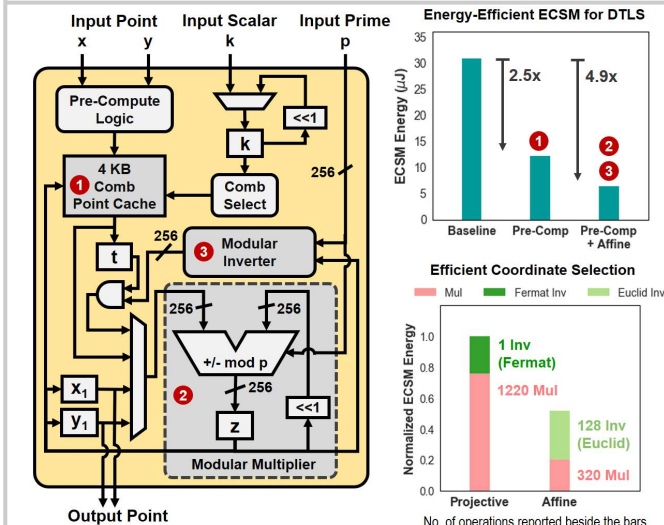 Input Point
Input Scalar
Input Prime
x
y
k
p
Pre-Compute
Logic
<<1
k
256
1
4 KB
Comb
Point Cache
Comb
Select
t
256
3
Modular
Inverter
256
256
+/- mod p
x1
y1
2
256
z
<<1
Modular Multiplier
Output Point
Energy-Efficient ECSM for DTLS
ECSM Energy (µJ)
35
30
25
20
15
10
5
0
2.5x
4.9x
1
2
3
Baseline
Pre-Comp
Pre-Comp
+ Affine
Efficient Coordinate Selection
Mul
Fermat Inv
Euclid Inv
Normalized ECSM Energy
1.0
0.8
0.6
0.4
0.2
0.0
1 Inv
(Fermat)
1220 Mul
128 Inv
(Euclid)
320 Mul
Projective
Affine
No. of operations reported beside the bars